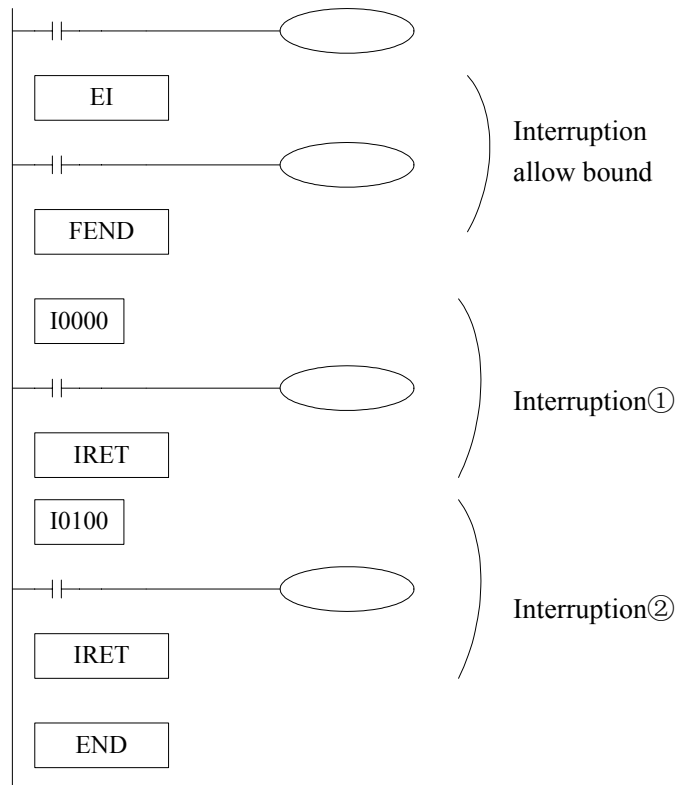 EI
Interruption
allow bound
FEND
I0000
Interruption①
IRET
I0100
Interruption②
IRET
END